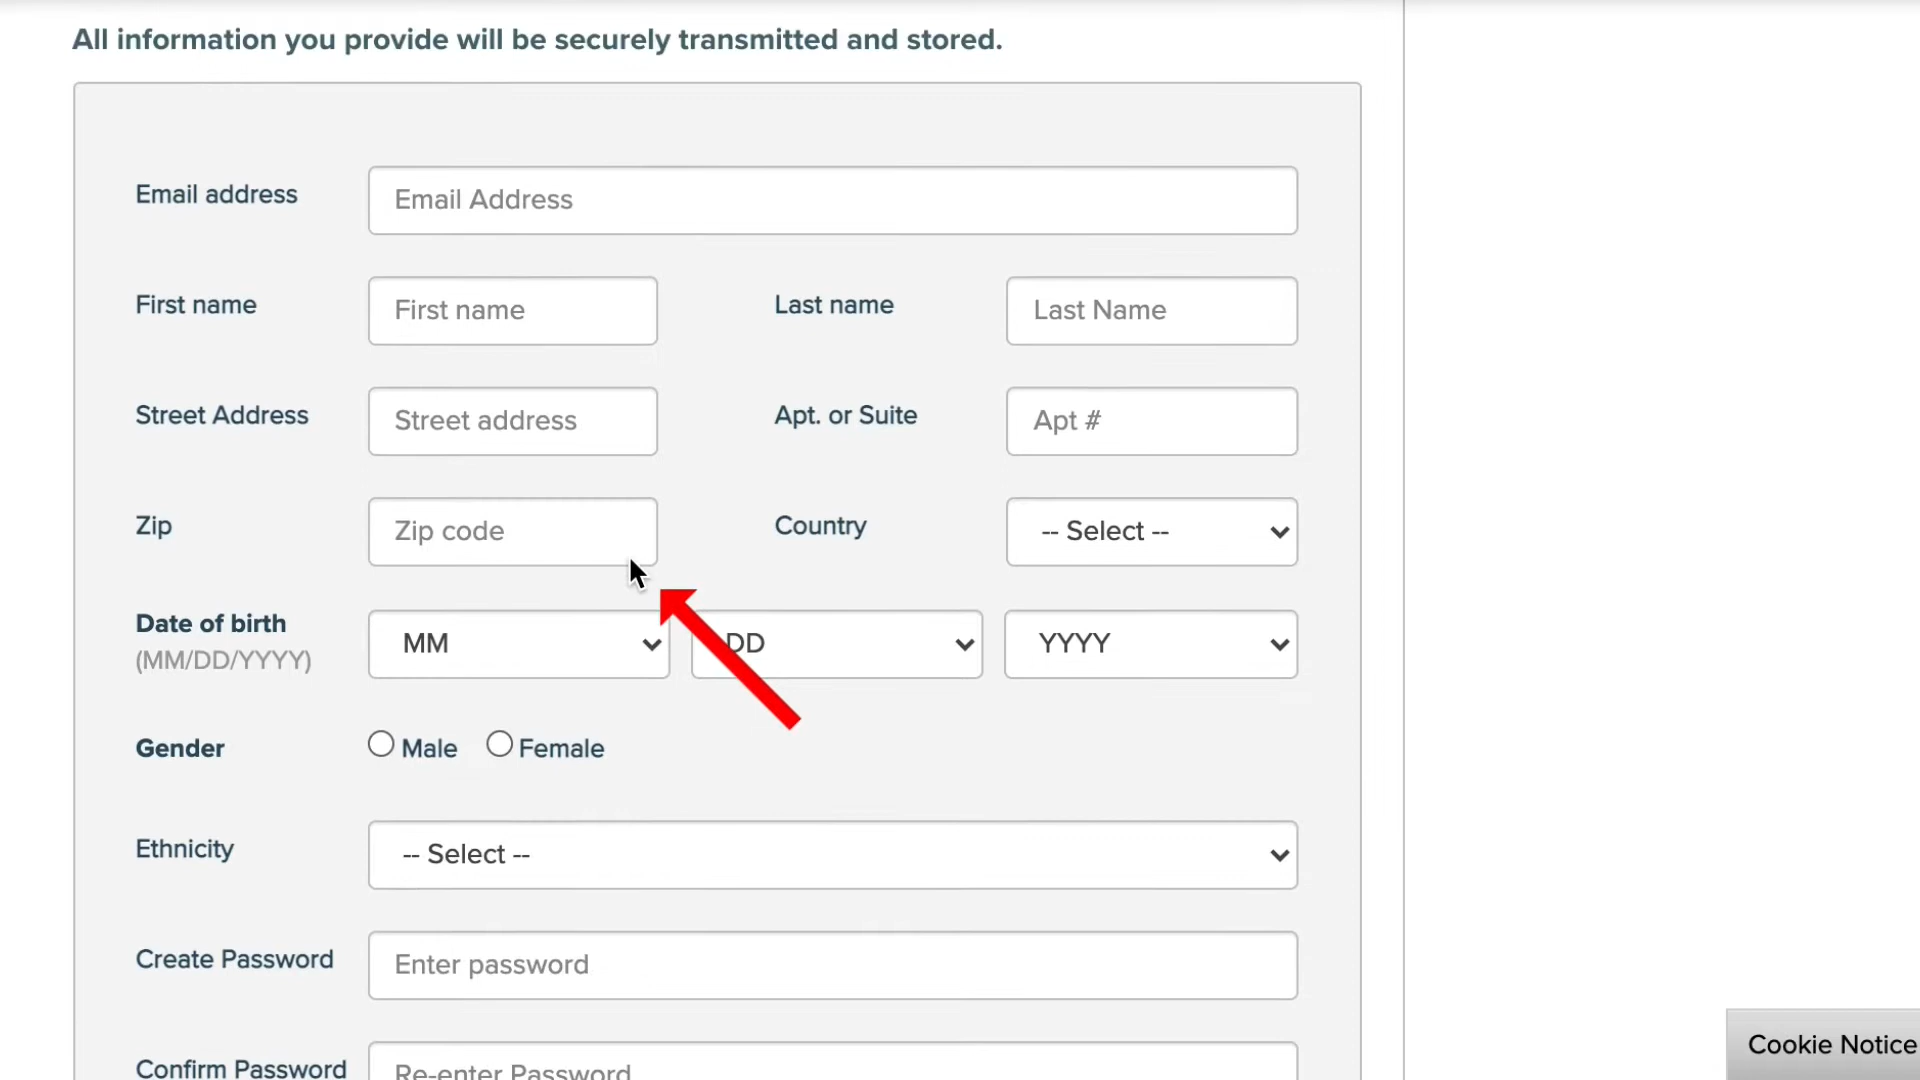 All information you provide will be securely transmitted and stored.
Email address
Email Address
First name
First name
Last name
Last Name
Street Address
Street address
Apt. or Suite
Apt #
Zip
Zip code
Country
-- Select --
Date of birth
(MM/DD/YYYY)
MM
DD
YYYY
Gender
Male
Female
Ethnicity
-- Select --
Create Password
Enter password
Confirm Password
Re-enter Password
Cookie Notice